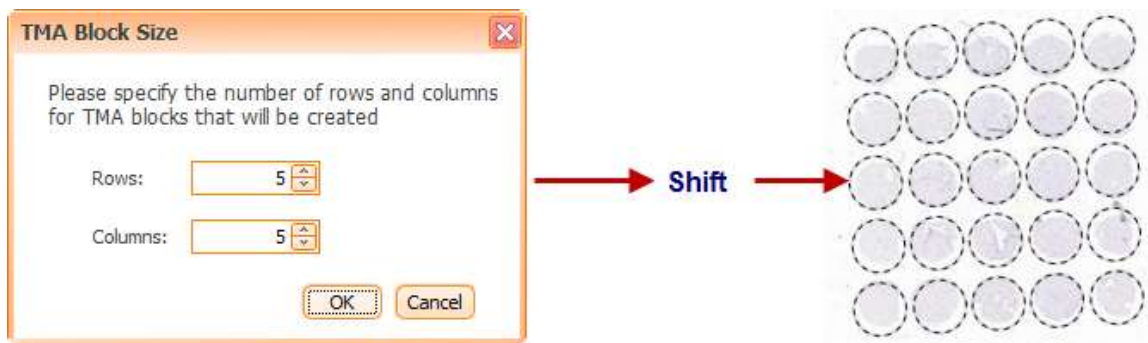 TMA Block Size
Please specify the number of rows and columns
for TMA blocks that will be created
Rows: 5
Columns: 5
OK Cancel
Shift